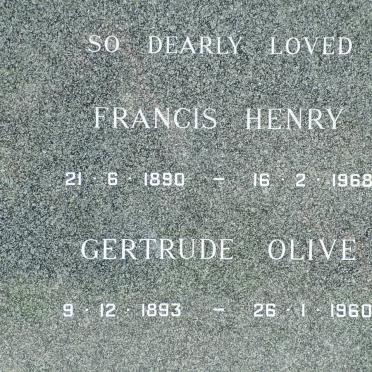 SO DEARLY LOVED
FRANCIS HENRY
21 · 6 · 1890 – 16 · 2 · 1968
GERTRUDE OLIVE
9 · 12 · 1893 – 26 · 1 · 1960